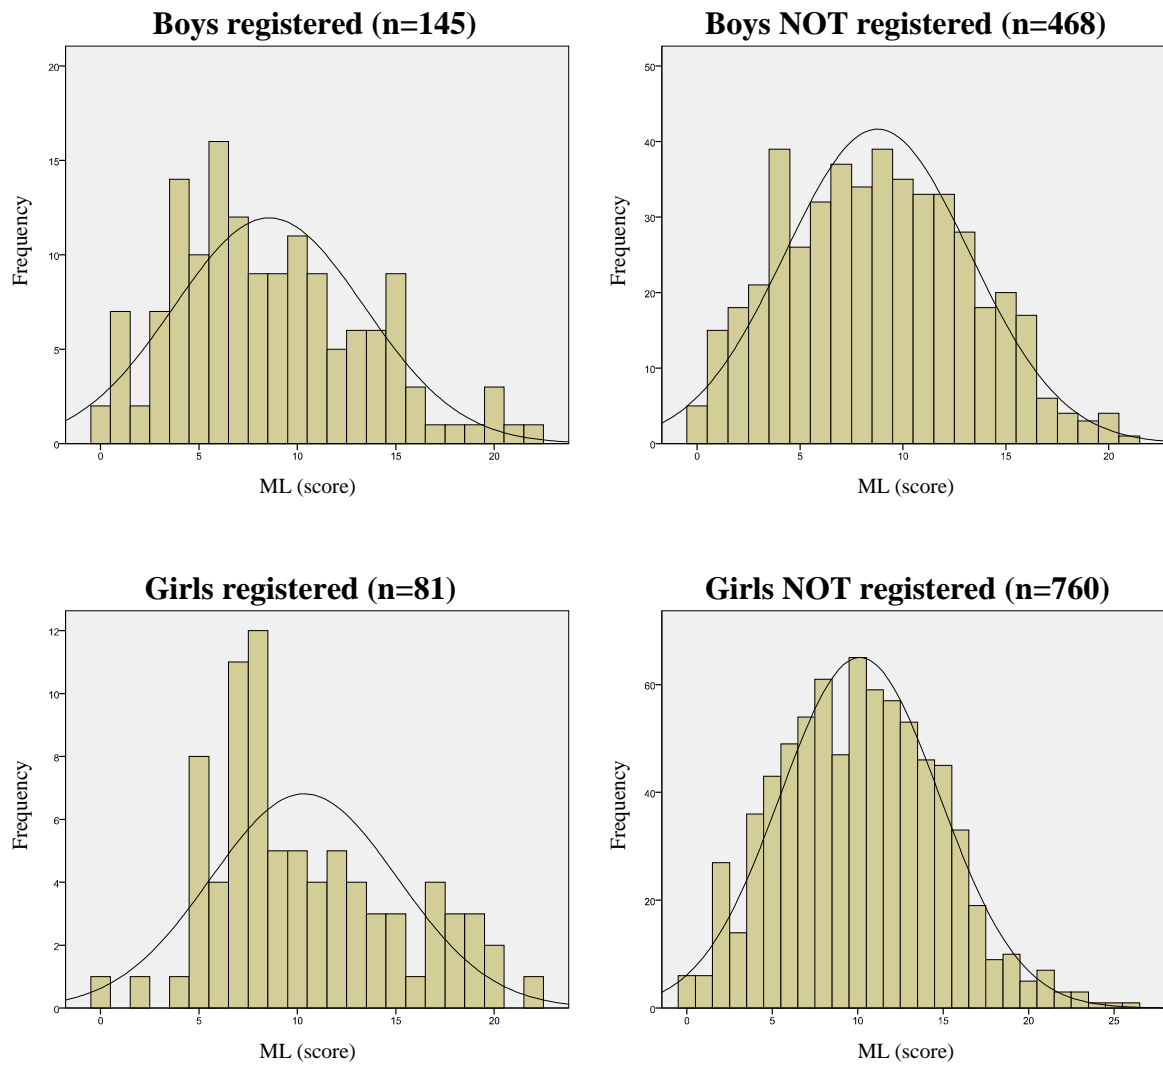 Boys registered (n=145)
20
15
10
5
0
Frequency
0 5 10 15 20
ML (score)
Boys NOT registered (n=468)
50
40
30
20
10
0
Frequency
0 5 10 15 20
ML (score)
Girls registered (n=81)
12
10
8
6
4
2
0
Frequency
0 5 10 15 20
ML (score)
Girls NOT registered (n=760)
60
40
20
0
Frequency
0 5 10 15 20 25
ML (score)